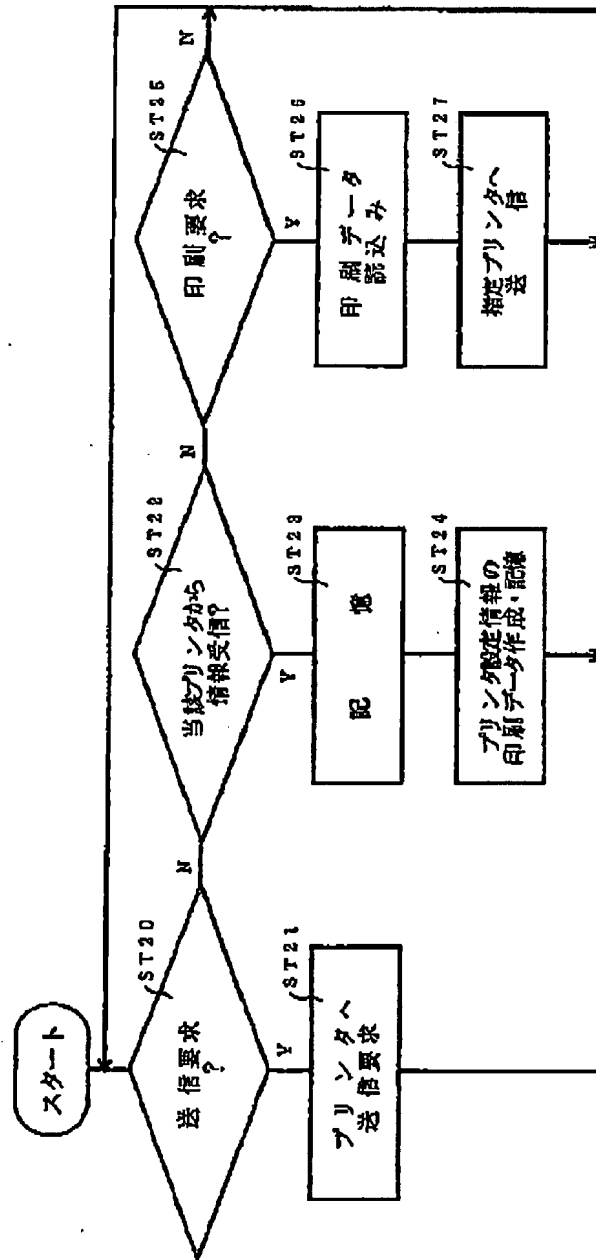 スタート
ST20
送信要求
?
N
Y
ST21
プリンタへ
送信要求
ST22
当該プリンタから
情報受信?
N
Y
ST23
記 憶
ST24
プリンタ設定情報の
印刷データ作成・記憶
ST25
印刷要求
?
N
Y
ST26
印刷データ
読込み
ST27
指定プリンタへ
送 信